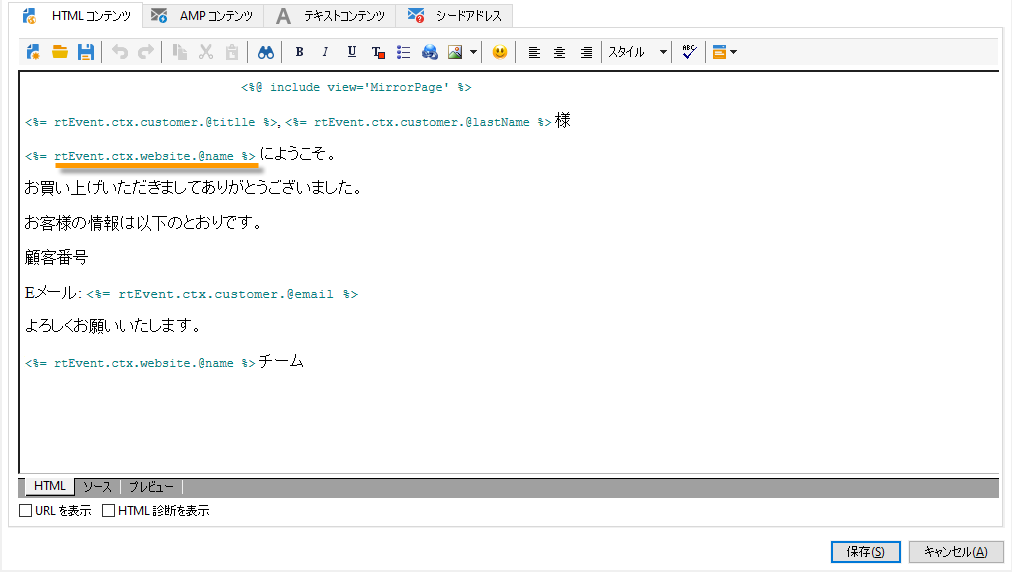 HTML コンテンツ AMP コンテンツ テキストコンテンツ シードアドレス
B I U T スタイル ABC
<%@ include view='MirrorPage' %>
<%= rtEvent.ctx.customer.@titlle %>, <%= rtEvent.ctx.customer.@lastName %> 様
<%= rtEvent.ctx.website.@name %> にようこそ。
お買い上げいただきましてありがとうございました。
お客様の情報は以下のとおりです。
顧客番号
Eメール: <%= rtEvent.ctx.customer.@email %>
よろしくお願いいたします。
<%= rtEvent.ctx.website.@name %> チーム
HTML ソース プレビュー
URL を表示 HTML 診断を表示
保存(S) キャンセル(A)